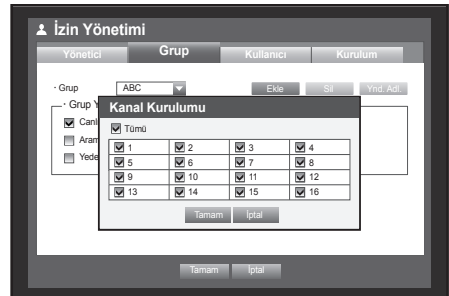 İzin Yönetimi
Yönetici Grup Kullanıcı Kurulum
· Grup ABC Ekle Sil Ynd. Adl.
· Grup Y
Canlı
Aram
Yede
Kanal Kurulumu
Tümü
1 2 3 4
5 6 7 8
9 10 11 12
13 14 15 16
Tamam İptal
Tamam İptal